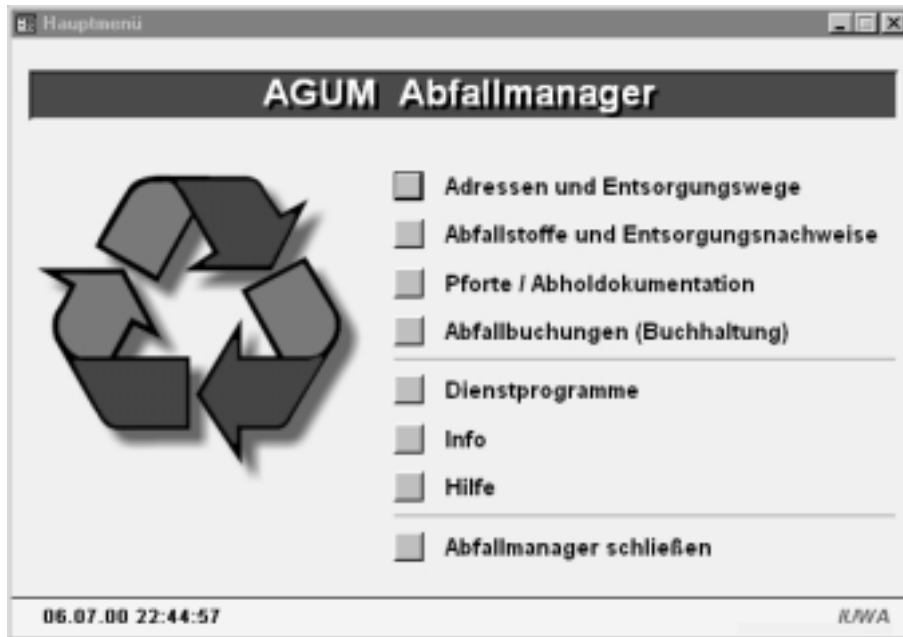 Hauptmenü
AGUM Abfallmanager
Adressen und Entsorgungswege
Abfallstoffe und Entsorgungsnachweise
Pforte / Abholdokumentation
Abfallbuchungen (Buchhaltung)
Dienstprogramme
Info
Hilfe
Abfallmanager schließen
06.07.00 22:44:57
IUWA